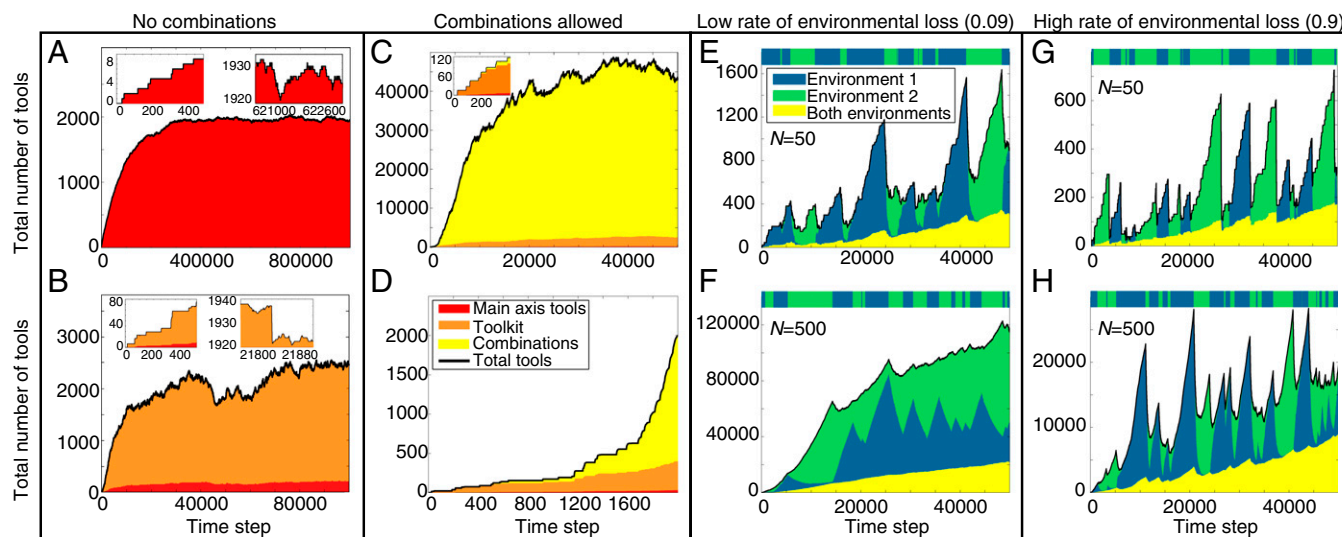 No combinations
Combinations allowed
Low rate of environmental loss (0.09)
High rate of environmental loss (0.9)
Total number of tools
Total number of tools
A
2000
1000
0
0 400000 800000
8
4
0
0 200 400
1930
1920
621000 622600
B
3000
2000
1000
0
0 40000 80000
Time step
80
40
0
0 200 400
1940
1930
1920
21800 21880
C
40000
30000
20000
10000
0
0 20000 40000
120
60
0
0 200
D
Main axis tools
Toolkit
Combinations
Total tools
2000
1500
1000
500
0
0 400 800 1200 1600
Time step
E
Environment 1
Environment 2
Both environments
N=50
1600
1200
800
400
0
0 20000 40000
F
N=500
120000
80000
40000
0
0 20000 40000
Time step
G
N=50
600
400
200
0
0 20000 40000
H
N=500
20000
10000
0
0 20000 40000
Time step